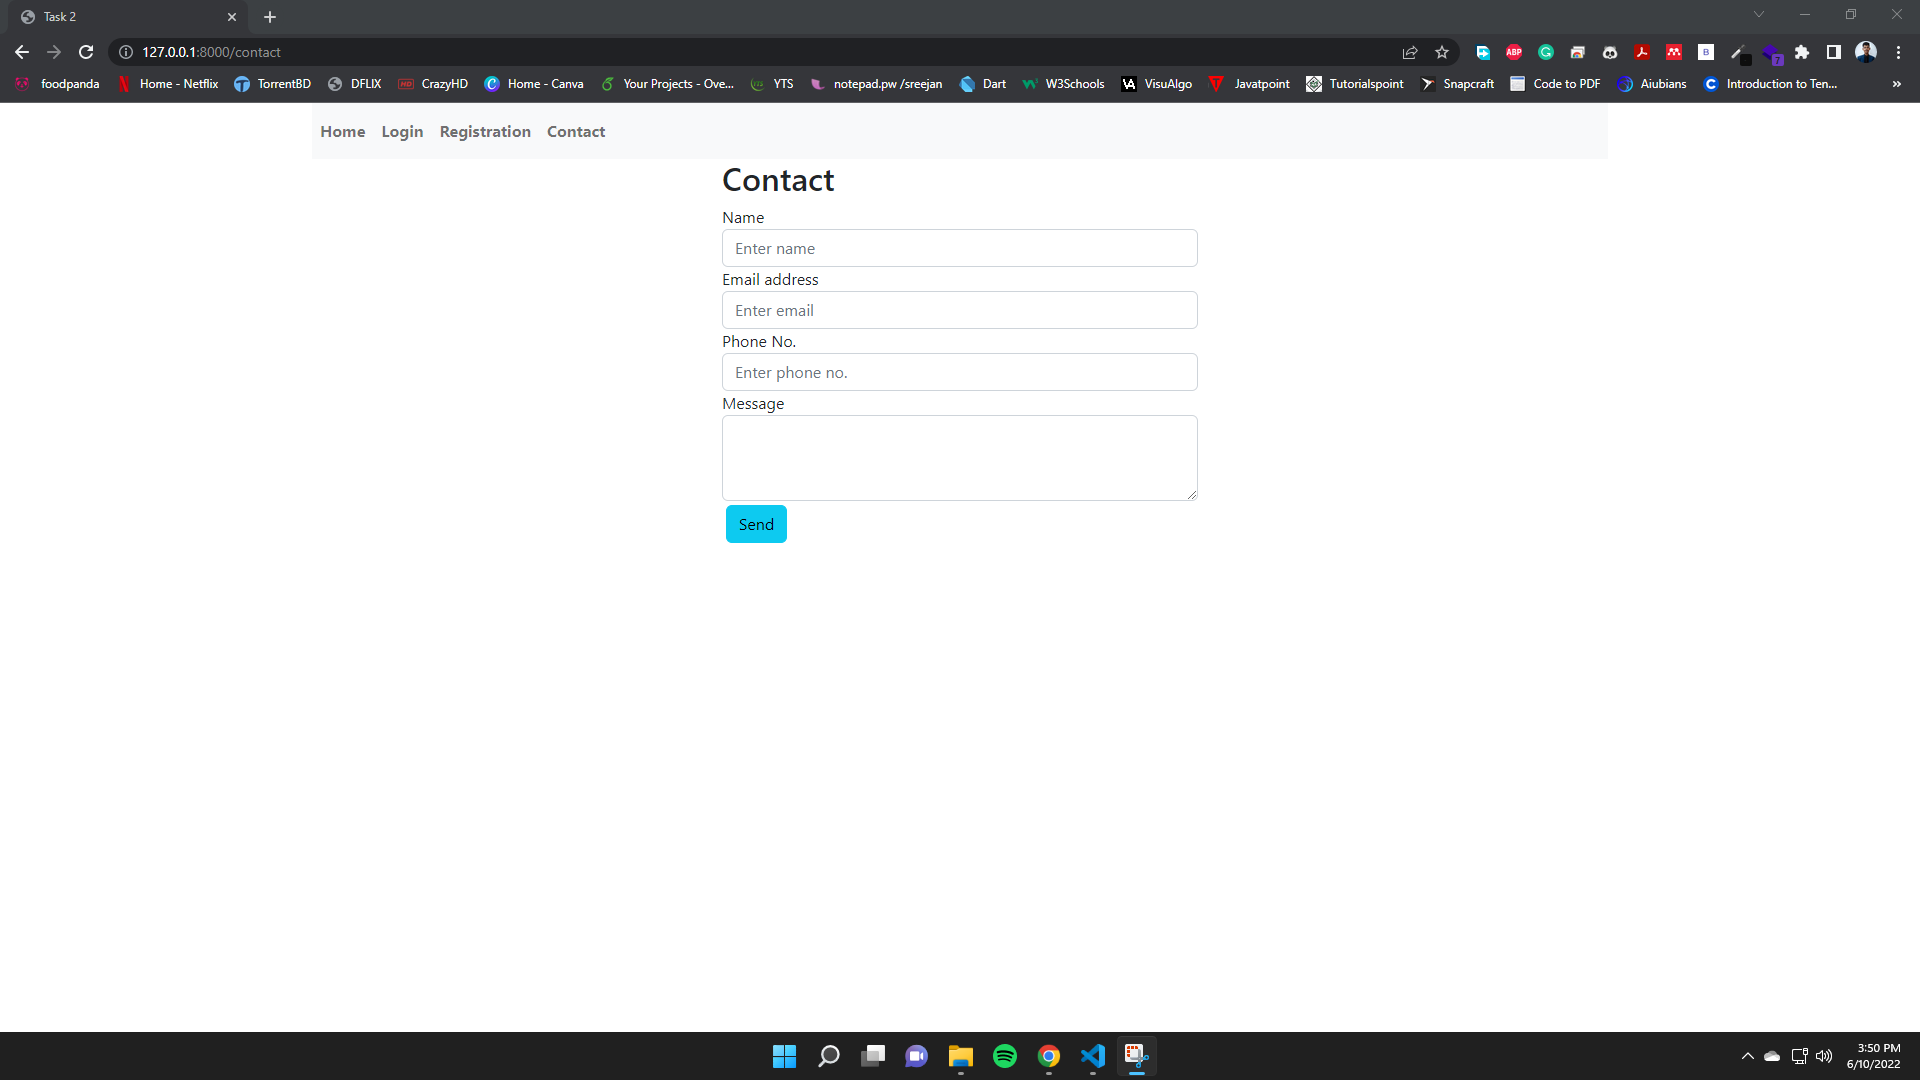 Task 2
127.0.0.1:8000/contact
ABP
7
foodpanda Home - Netflix TorrentBD DFLIX HD CrazyHD Home - Canva Your Projects - Ove... YTS notepad.pw /sreejan Dart W3Schools VisuAlgo Javatpoint Tutorialspoint Snapcraft Code to PDF Aiubians Introduction to Ten... »
Home Login Registration Contact
Contact
Name
Enter name
Email address
Enter email
Phone No.
Enter phone no.
Message
Send
3:50 PM
6/10/2022